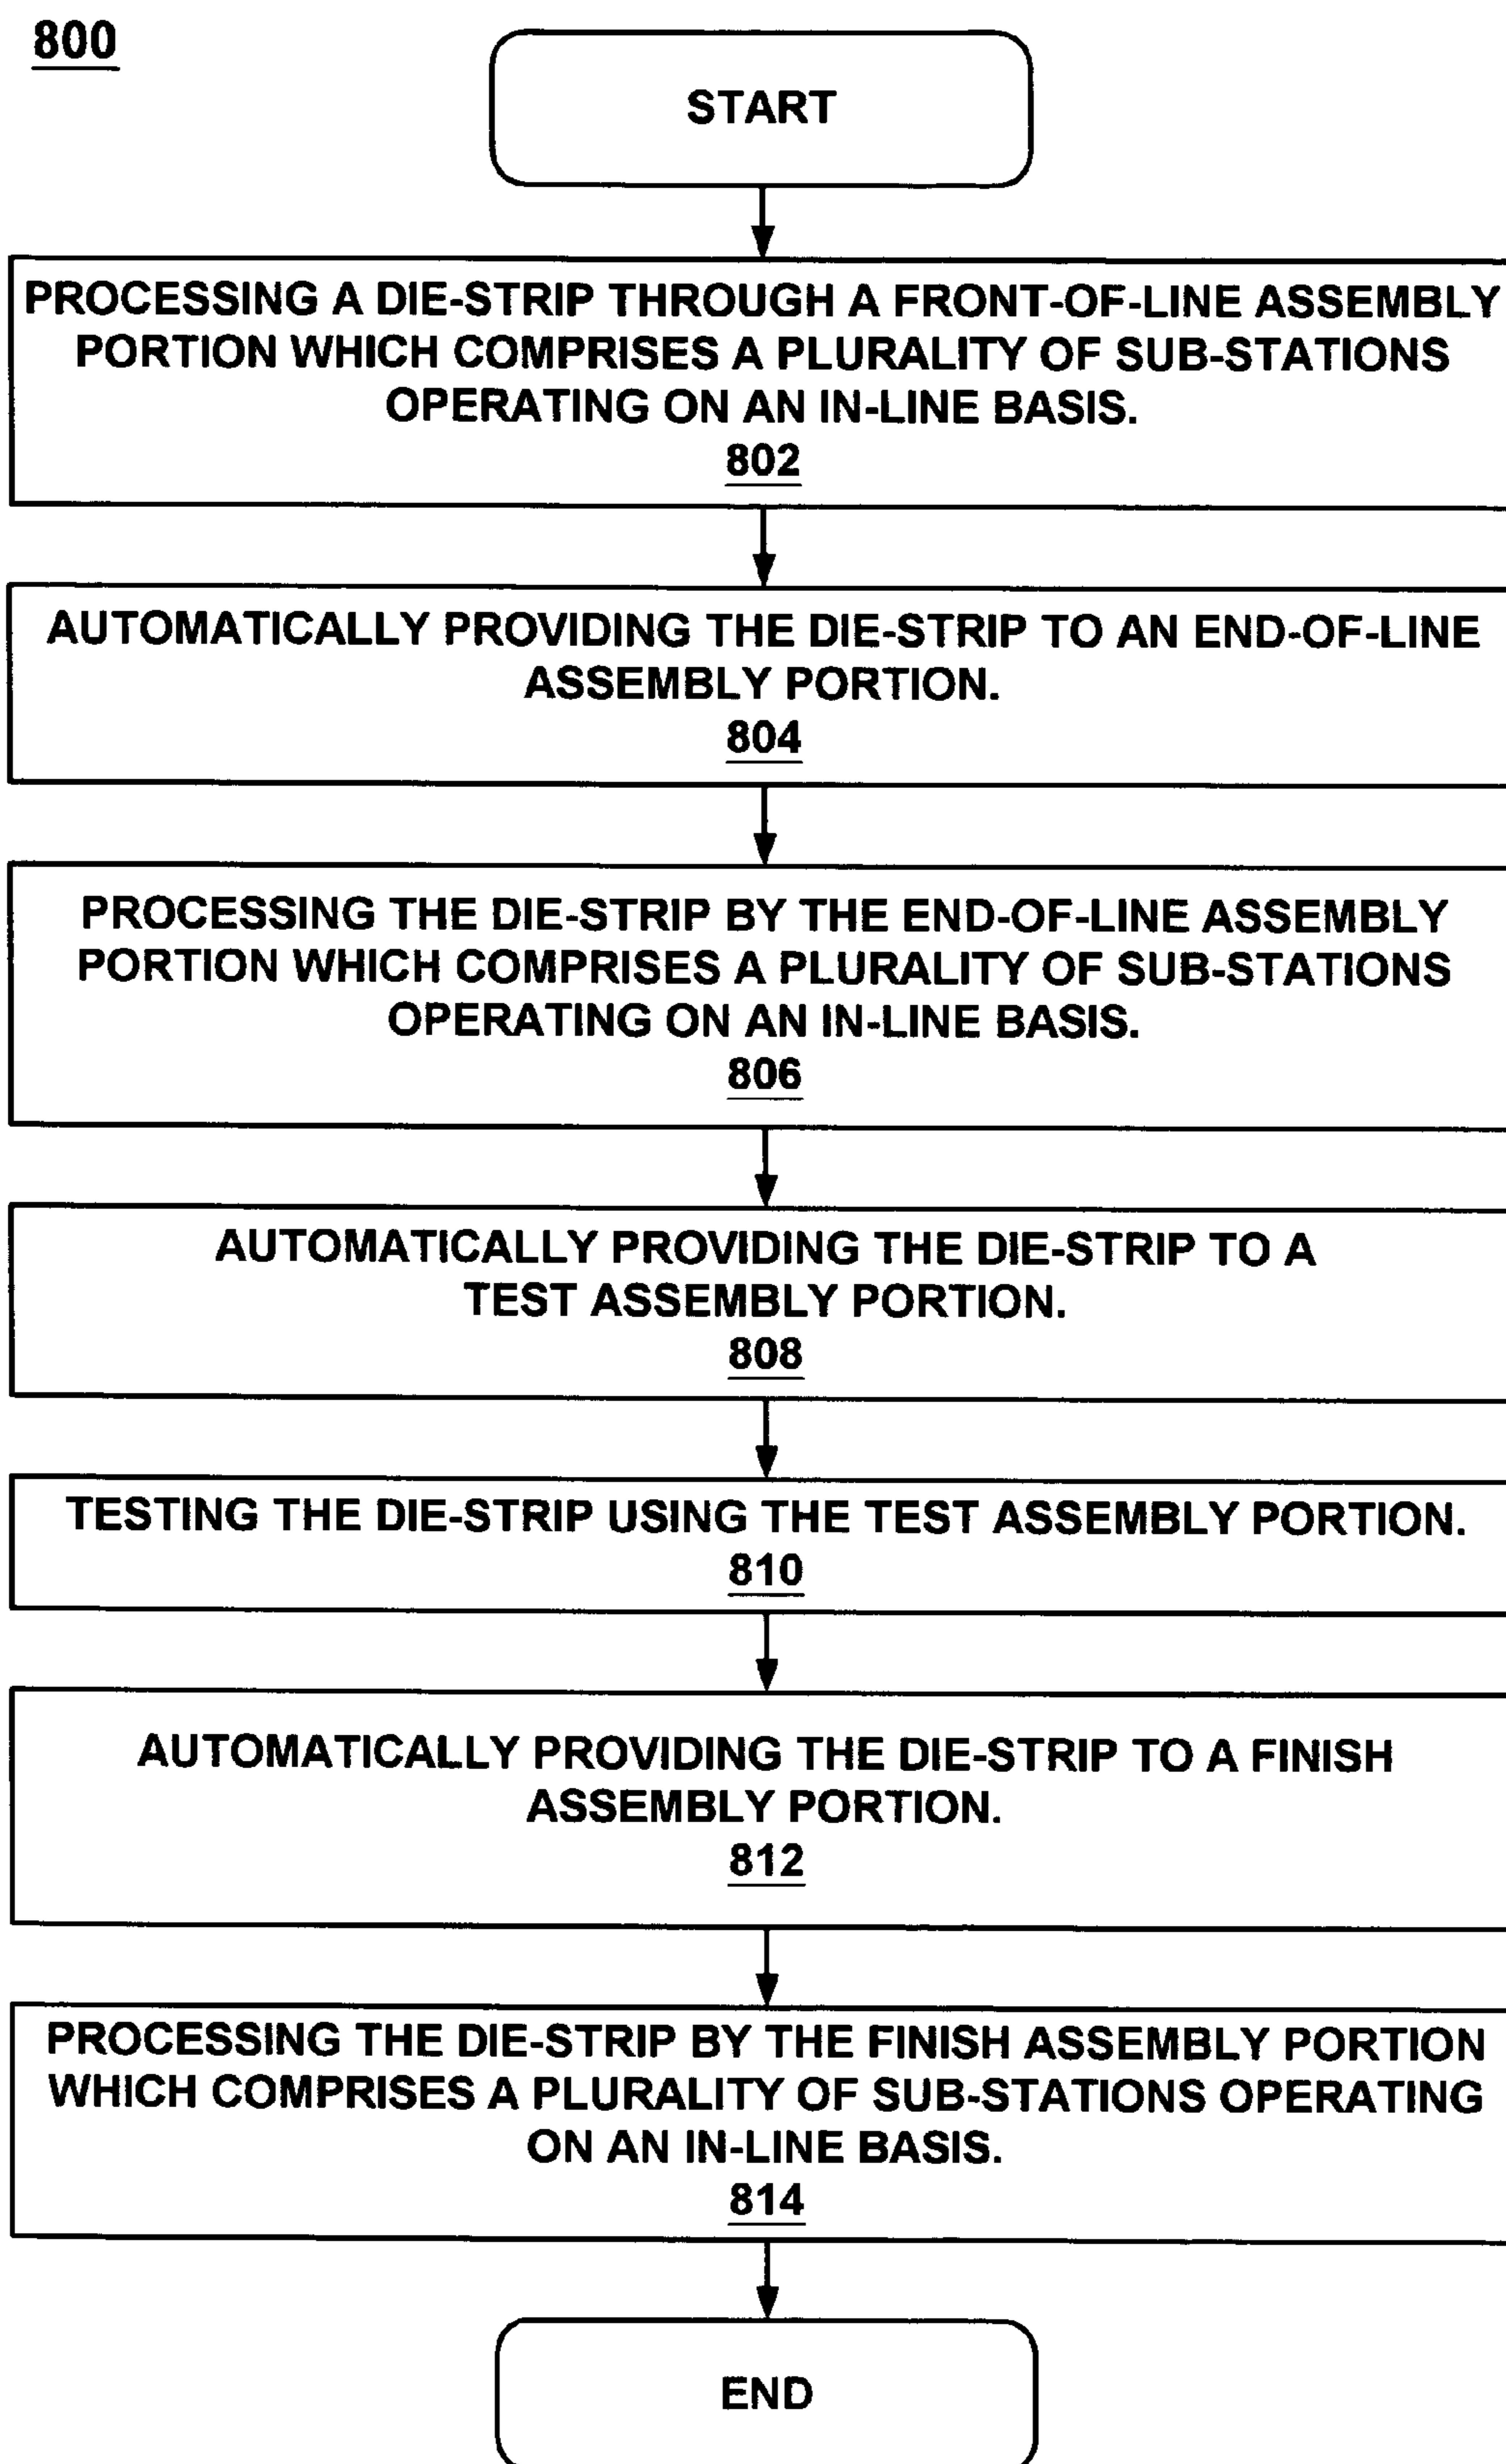 800
START
PROCESSING A DIE-STRIP THROUGH A FRONT-OF-LINE ASSEMBLY
PORTION WHICH COMPRISES A PLURALITY OF SUB-STATIONS
OPERATING ON AN IN-LINE BASIS.
802
AUTOMATICALLY PROVIDING THE DIE-STRIP TO AN END-OF-LINE
ASSEMBLY PORTION.
804
PROCESSING THE DIE-STRIP BY THE END-OF-LINE ASSEMBLY
PORTION WHICH COMPRISES A PLURALITY OF SUB-STATIONS
OPERATING ON AN IN-LINE BASIS.
806
AUTOMATICALLY PROVIDING THE DIE-STRIP TO A
TEST ASSEMBLY PORTION.
808
TESTING THE DIE-STRIP USING THE TEST ASSEMBLY PORTION.
810
AUTOMATICALLY PROVIDING THE DIE-STRIP TO A FINISH
ASSEMBLY PORTION.
812
PROCESSING THE DIE-STRIP BY THE FINISH ASSEMBLY PORTION
WHICH COMPRISES A PLURALITY OF SUB-STATIONS OPERATING
ON AN IN-LINE BASIS.
814
END